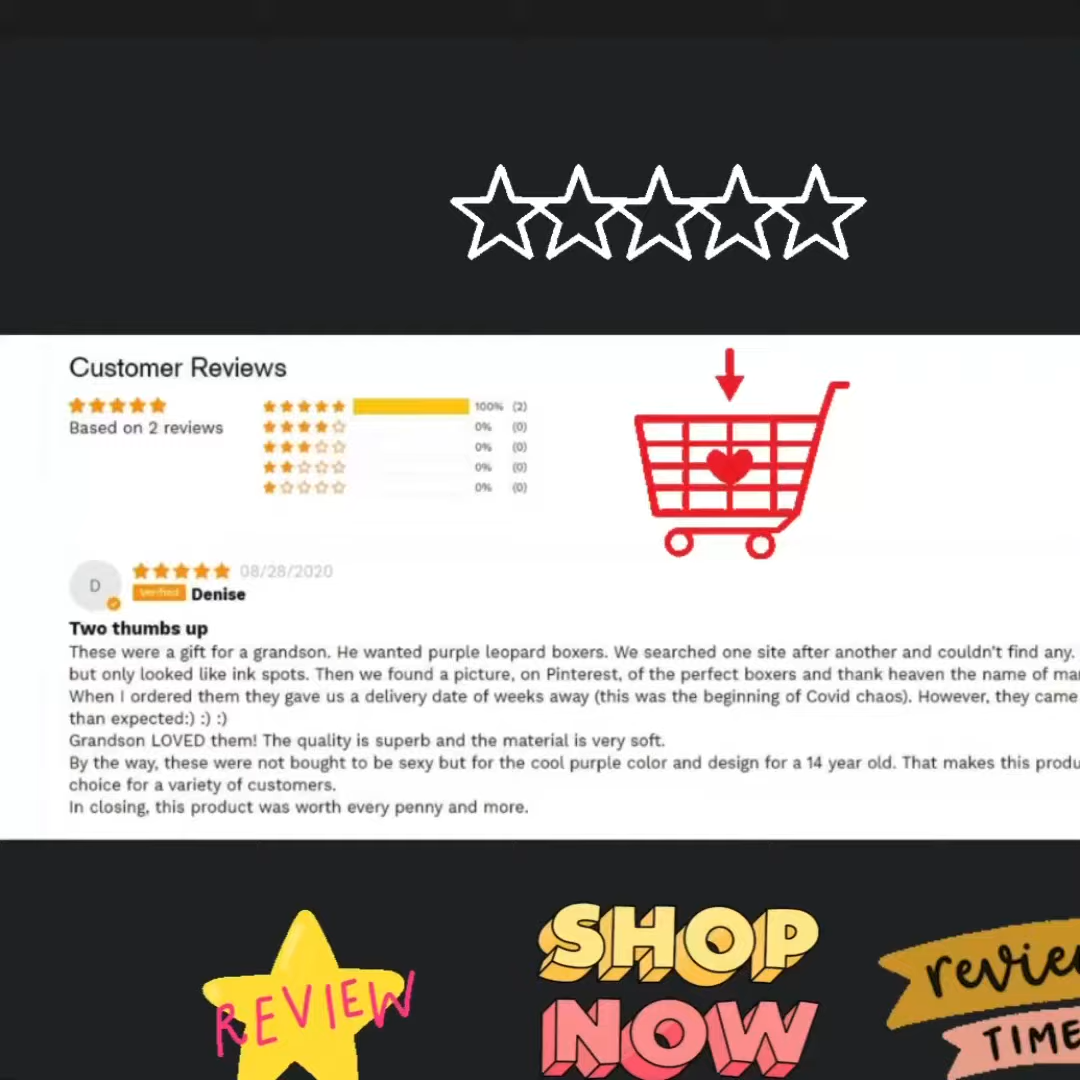 Customer Reviews
100% (2)
Based on 2 reviews
0% (0)
0% (0)
0% (0)
0% (0)
D
08/28/2020
Verified Denise
Two thumbs up
These were a gift for a grandson. He wanted purple leopard boxers. We searched one site after another and couldn't find any.
but only looked like ink spots. Then we found a picture, on Pinterest, of the perfect boxers and thank heaven the name of
When I ordered them they gave us a delivery date of weeks away (this was the beginning of Covid chaos). However, they came
than expected:) :) :)
Grandson LOVED them! The quality is superb and the material is very soft.
By the way, these were not bought to be sexy but for the cool purple color and design for a 14 year old. That makes this
choice for a variety of customers.
In closing, this product was worth every penny and more.
REVIEW
SHOP
NOW
TIME